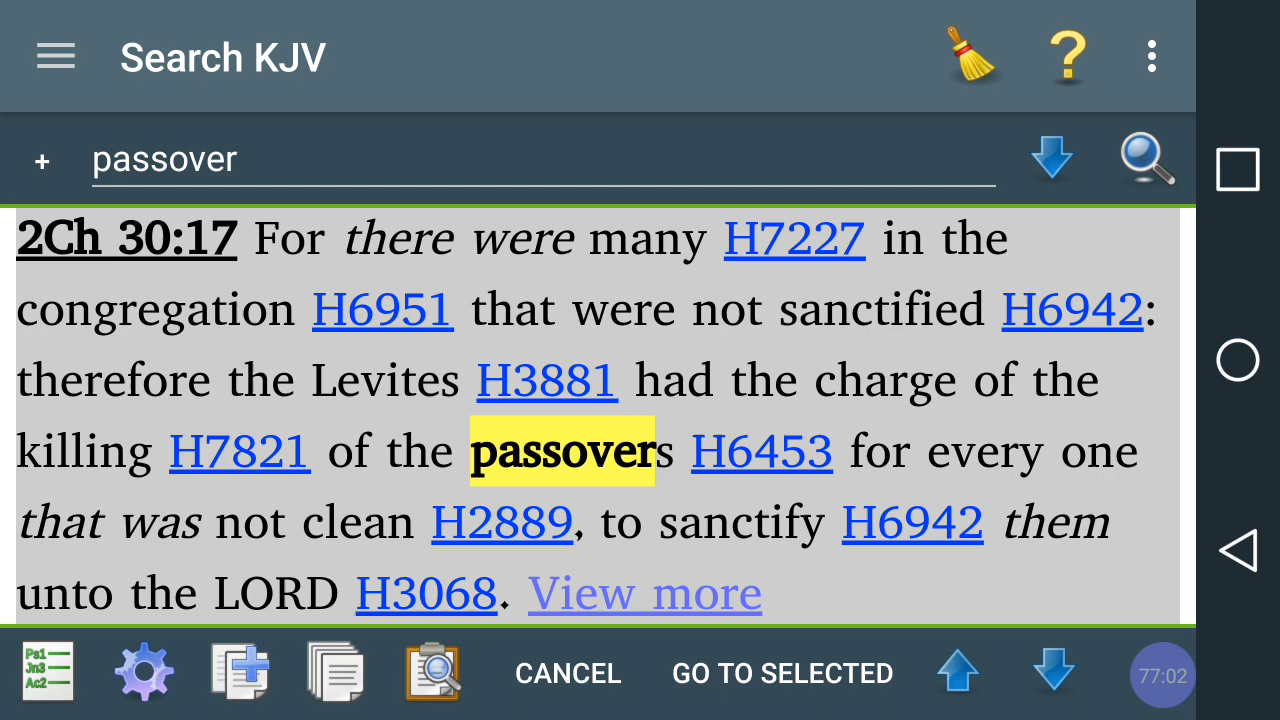 Search KJV
?
+ passover
2Ch 30:17 For there were many H7227 in the
congregation H6951 that were not sanctified H6942:
therefore the Levites H3881 had the charge of the
killing H7821 of the passovers H6453 for every one
that was not clean H2889, to sanctify H6942 them
unto the LORD H3068. View more
Ps1
Jn3
Ac2
CANCEL GO TO SELECTED 77:02